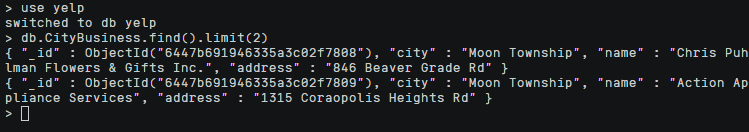 > use yelp
switched to db yelp
> db.CityBusiness.find().limit(2)
{ "_id" : ObjectId("6447b691946335a3c02f7808"), "city" : "Moon Township", "name" : "Chris Puh
lman Flowers & Gifts Inc.", "address" : "846 Beaver Grade Rd" }
{ "_id" : ObjectId("6447b691946335a3c02f7809"), "city" : "Moon Township", "name" : "Action Ap
pliance Services", "address" : "1315 Coraopolis Heights Rd" }
>